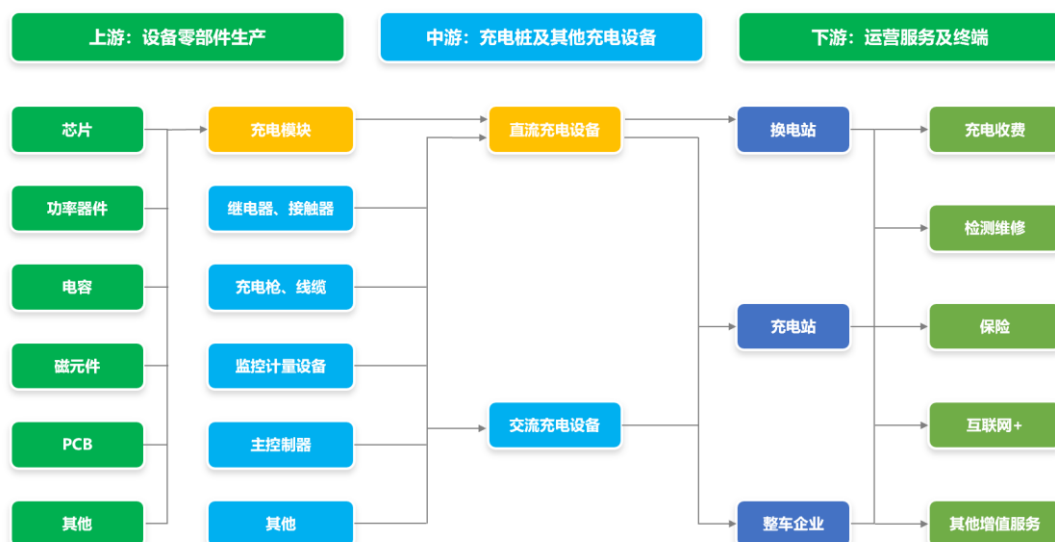 上游：设备零部件生产
中游：充电桩及其他充电设备
下游：运营服务及终端
芯片
充电模块
直流充电设备
换电站
充电收费
功率器件
继电器、接触器
检测维修
电容
充电枪、线缆
充电站
保险
磁元件
监控计量设备
交流充电设备
互联网+
PCB
主控制器
其他
其他
整车企业
其他增值服务